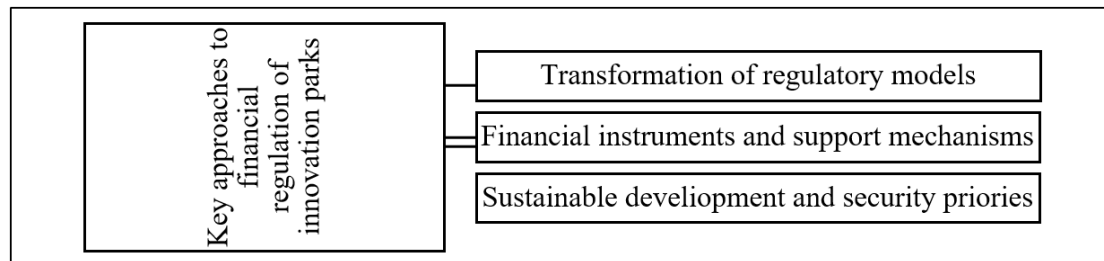 Key approaches to
financial
regulation of
innovation parks
Transformation of regulatory models
Financial instruments and support mechanisms
Sustainable develiopment and security priories